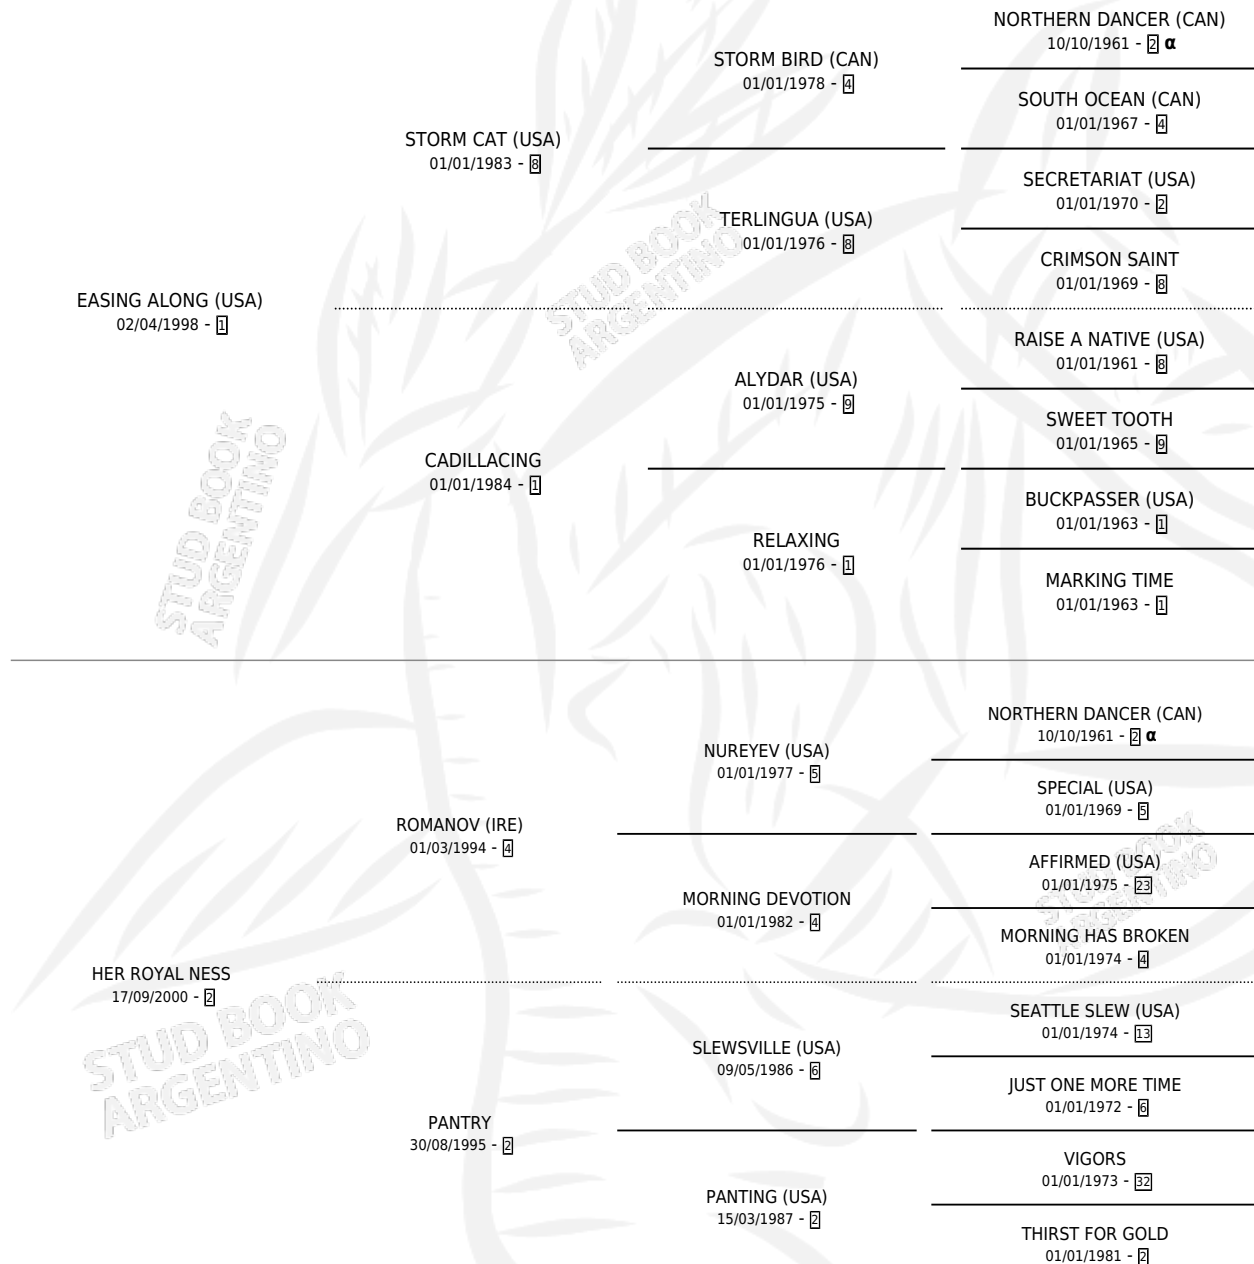 NORTHERN DANCER (CAN)
10/10/1961 - 2 α
STORM BIRD (CAN)
01/01/1978 - 4
SOUTH OCEAN (CAN)
01/01/1967 - 4
STORM CAT (USA)
01/01/1983 - 8
SECRETARIAT (USA)
01/01/1970 - 2
TERLINGUA (USA)
01/01/1976 - 8
CRIMSON SAINT
01/01/1969 - 8
EASING ALONG (USA)
02/04/1998 - 1
RAISE A NATIVE (USA)
01/01/1961 - 8
ALYDAR (USA)
01/01/1975 - 9
SWEET TOOTH
01/01/1965 - 9
CADILLACING
01/01/1984 - 1
BUCKPASSER (USA)
01/01/1963 - 1
RELAXING
01/01/1976 - 1
MARKING TIME
01/01/1963 - 1
NORTHERN DANCER (CAN)
10/10/1961 - 2 α
NUREYEV (USA)
01/01/1977 - 5
SPECIAL (USA)
01/01/1969 - 5
ROMANOV (IRE)
01/03/1994 - 4
AFFIRMED (USA)
01/01/1975 - 23
MORNING DEVOTION
01/01/1982 - 4
MORNING HAS BROKEN
01/01/1974 - 4
HER ROYAL NESS
17/09/2000 - 2
SEATTLE SLEW (USA)
01/01/1974 - 13
SLEWSVILLE (USA)
09/05/1986 - 6
JUST ONE MORE TIME
01/01/1972 - 6
PANTRY
30/08/1995 - 2
VIGORS
01/01/1973 - 32
PANTING (USA)
15/03/1987 - 2
THIRST FOR GOLD
01/01/1981 - 2
STUD BOOK
ARGENTINO
STUD BOOK
ARGENTINO
STUD BOOK
ARGENTINO
STUD BOOK
ARGENTINO